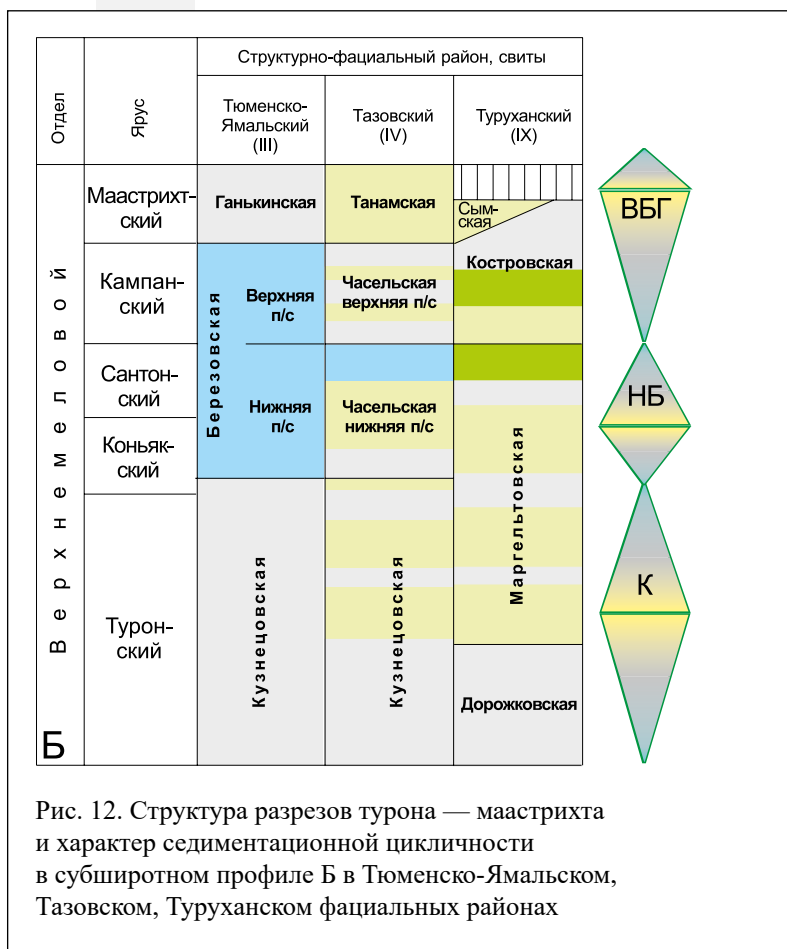 Структурно-фациальный район, свиты
Отдел
Ярус
Тюменско-
Ямальский
(III)
Тазовский
(IV)
Туруханский
(IX)
Верхнемеловой
Маастрихт-
ский
Кампан-
ский
Сантон-
ский
Коньяк-
ский
Турон-
ский
Ганькинская
Березовская
Верхняя
п/с
Нижняя
п/с
Кузнецовская
Танамская
Часельская
верхняя п/с
Часельская
нижняя п/с
Кузнецовская
Сым-
ская
Костровская
Маргельтовская
Дорожковская
ВБГ
НБ
К
Б
Рис. 12. Структура разрезов турона — маастрихта
и характер седиментационной цикличности
в субширотном профиле Б в Тюменско-Ямальском,
Тазовском, Туруханском фациальных районах